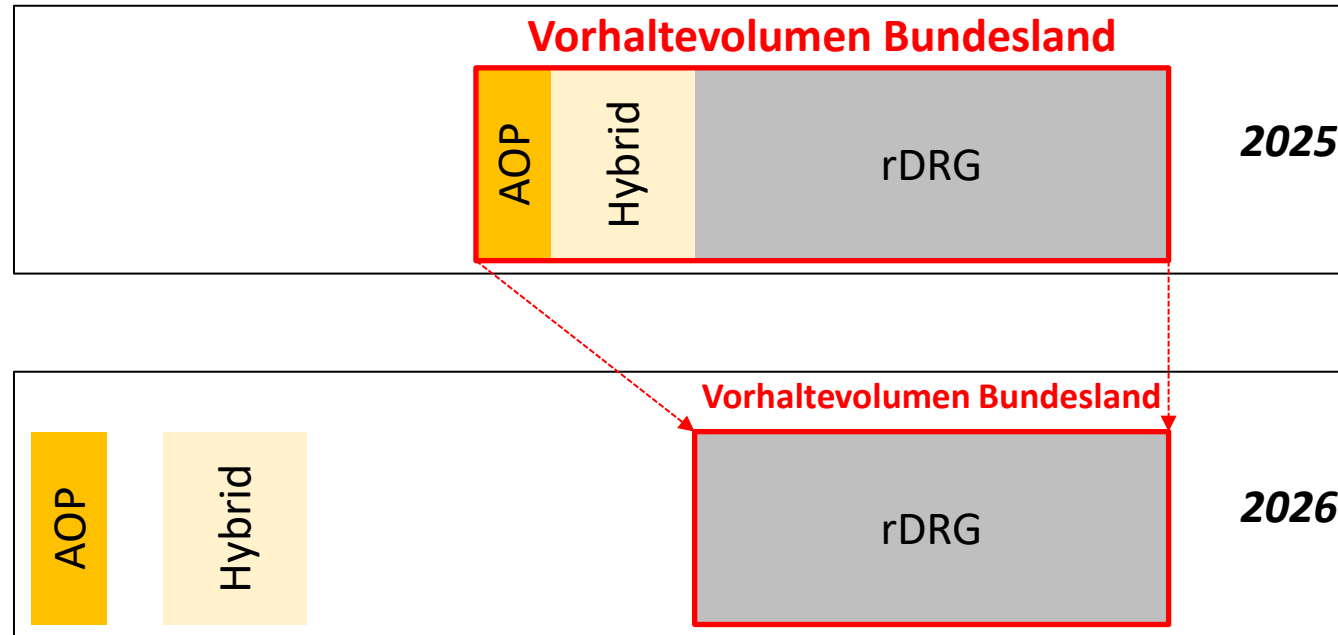 Vorhaltevolumen Bundesland
AOP
Hybrid
rDRG
2025
Vorhaltevolumen Bundesland
AOP
Hybrid
rDRG
2026